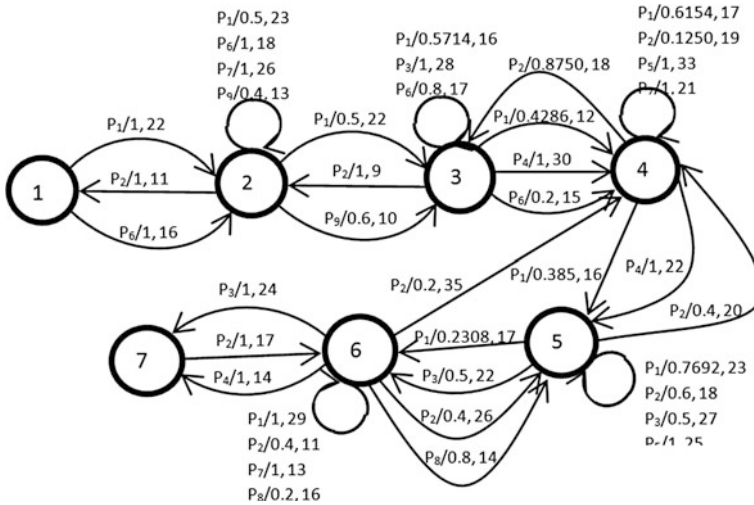 P₁/0.5, 23
P₆/1, 18
P₇/1, 26
P₉/0.4, 13
P₁/0.5714, 16
P₃/1, 28
P₆/0.8, 17
P₁/0.6154, 17
P₂/0.1250, 19
P₅/1, 33
P₇/1, 21
P₂/0.8750, 18
P₁/1, 22
P₁/0.5, 22
P₁/0.4286, 12
1
P₂/1, 11
2
P₂/1, 9
3
P₄/1, 30
4
P₆/1, 16
P₉/0.6, 10
P₆/0.2, 15
P₃/1, 24
P₂/0.2, 35
P₁/0.385, 16
P₄/1, 22
P₂/0.4, 20
7
P₂/1, 17
6
P₁/0.2308, 17
5
P₄/1, 14
P₃/0.5, 22
P₂/0.4, 26
P₈/0.8, 14
P₁/0.7692, 23
P₂/0.6, 18
P₃/0.5, 27
P₁/1, 29
P₂/0.4, 11
P₇/1, 13
P₈/0.2, 16